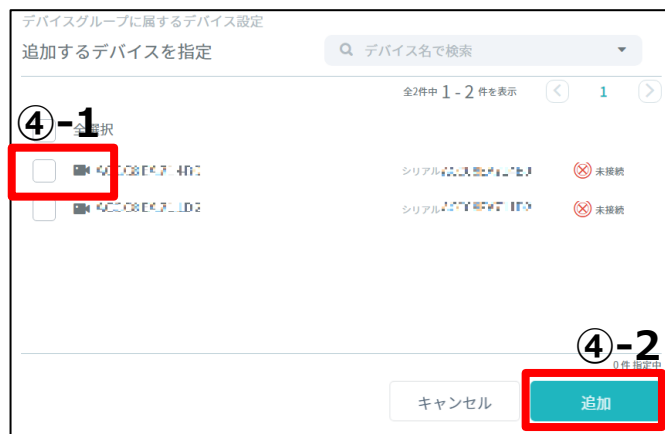 デバイスグループに属するデバイス設定
追加するデバイスを指定
デバイス名で検索
全2件中 1 - 2 件を表示
1
④-1
全選択
シリアル 未接続
シリアル 未接続
④-2
0 件 指定中
キャンセル
追加